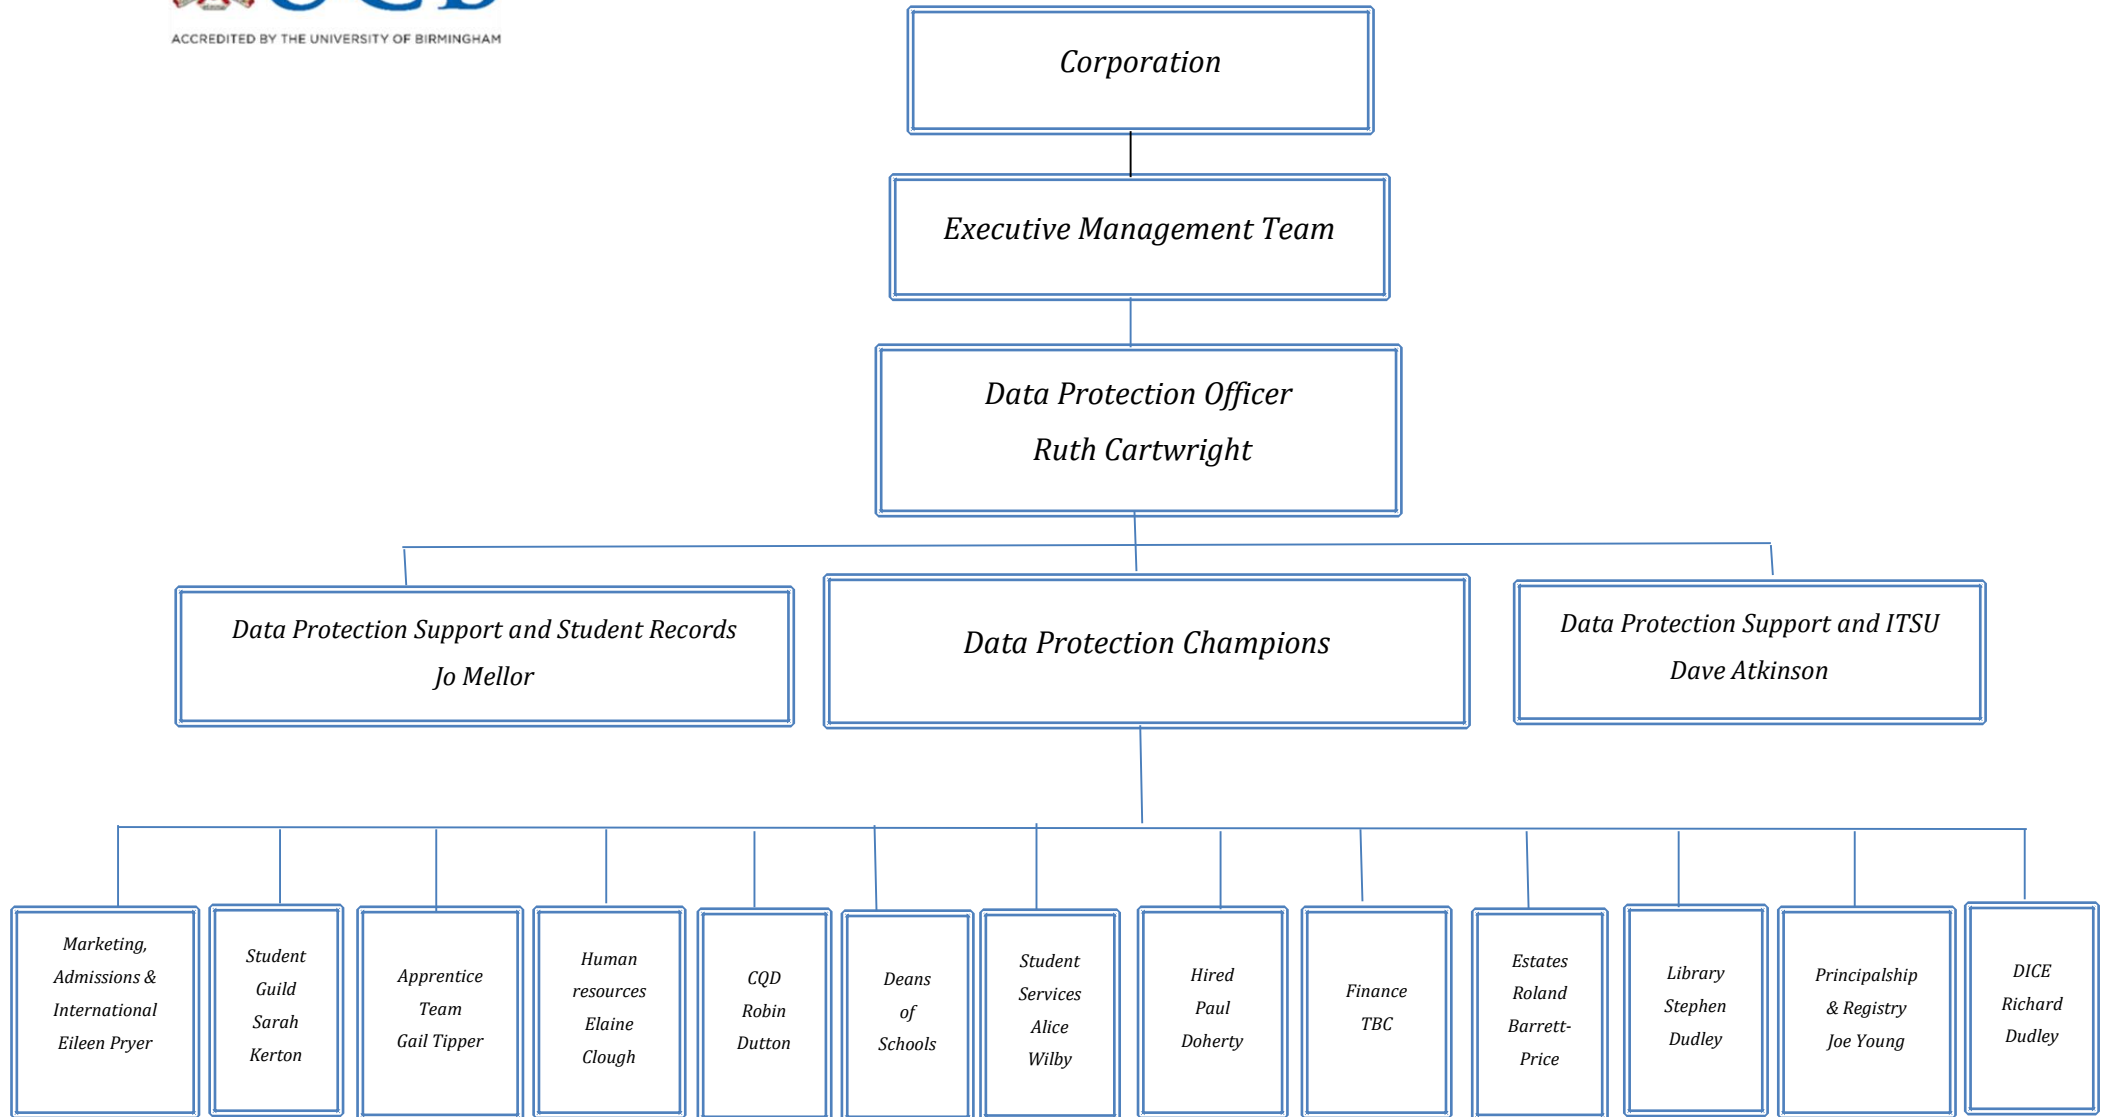 UCB
ACCREDITED BY THE UNIVERSITY OF BIRMINGHAM
Corporation
Executive Management Team
Data Protection Officer
Ruth Cartwright
Data Protection Support and Student Records
Jo Mellor
Data Protection Champions
Data Protection Support and ITSU
Dave Atkinson
Marketing,
Admissions &
International
Eileen Pryer
Student
Guild
Sarah
Kerton
Apprentice
Team
Gail Tipper
Human
resources
Elaine
Clough
CQD
Robin
Dutton
Deans
of
Schools
Student
Services
Alice
Wilby
Hired
Paul
Doherty
Finance
TBC
Estates
Roland
Barrett-
Price
Library
Stephen
Dudley
Principalship
& Registry
Joe Young
DICE
Richard
Dudley